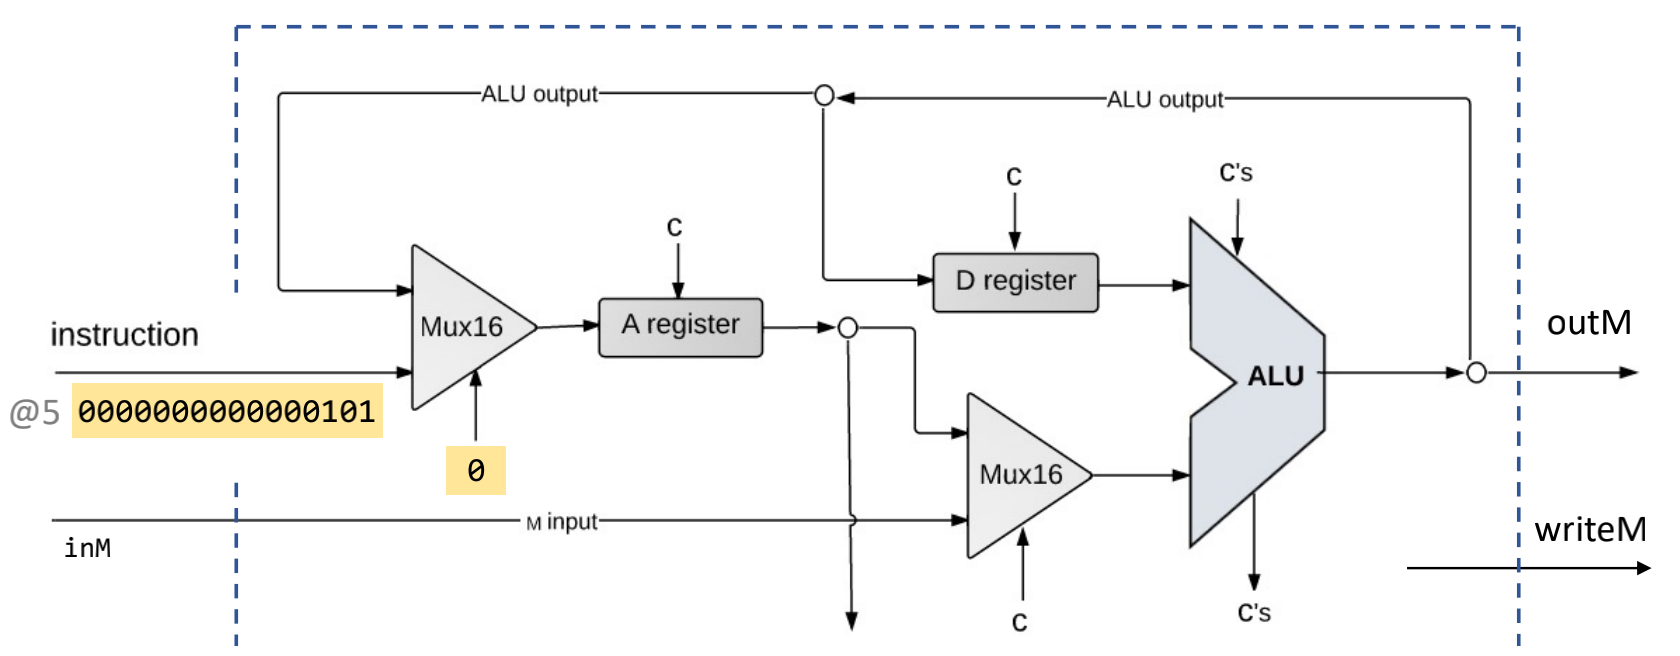 ALU output
ALU output
c
c's
c
Mux16
A register
D register
instruction
ALU
outM
@5 0000000000000101
0
Mux16
M input
inM
writeM
c
c's